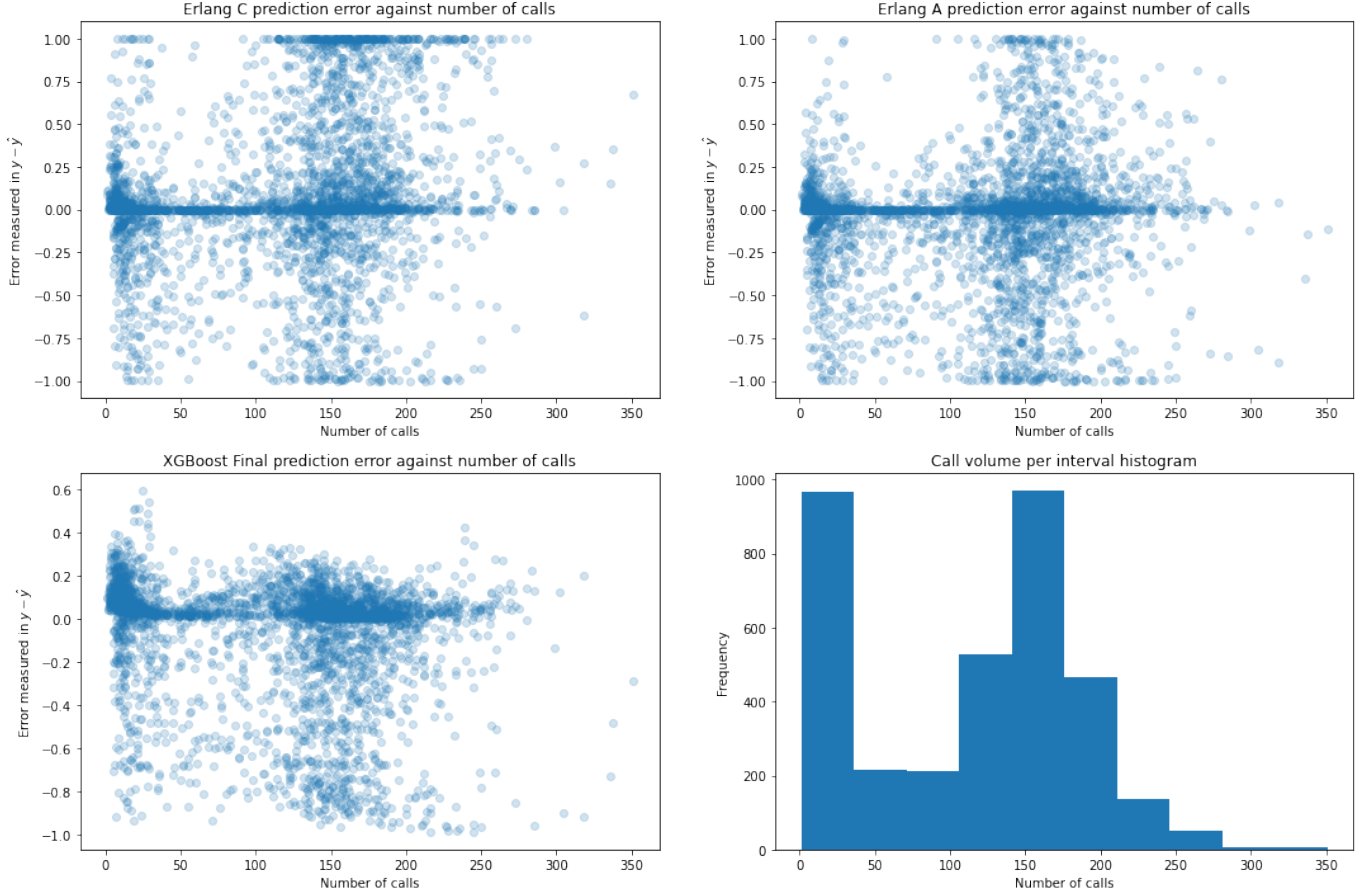 Erlang C prediction error against number of calls
Error measured in y − ŷ
1.00
0.75
0.50
0.25
0.00
−0.25
−0.50
−0.75
−1.00
0 50 100 150 200 250 300 350
Number of calls
Erlang A prediction error against number of calls
Error measured in y − ŷ
1.00
0.75
0.50
0.25
0.00
−0.25
−0.50
−0.75
−1.00
0 50 100 150 200 250 300 350
Number of calls
XGBoost Final prediction error against number of calls
Error measured in y − ŷ
0.6
0.4
0.2
0.0
−0.2
−0.4
−0.6
−0.8
−1.0
0 50 100 150 200 250 300 350
Number of calls
Call volume per interval histogram
Frequency
1000
800
600
400
200
0
0 50 100 150 200 250 300 350
Number of calls